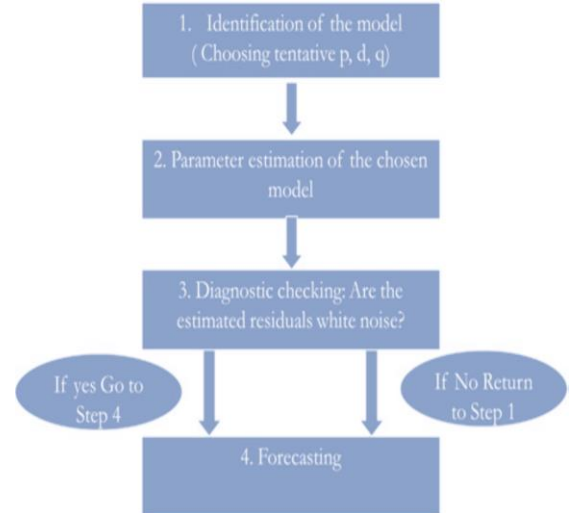 1. Identification of the model
( Choosing tentative p, d, q)
2. Parameter estimation of the chosen
model
3. Diagnostic checking: Are the
estimated residuals white noise?
If yes Go to
Step 4
If No Return
to Step 1
4. Forecasting